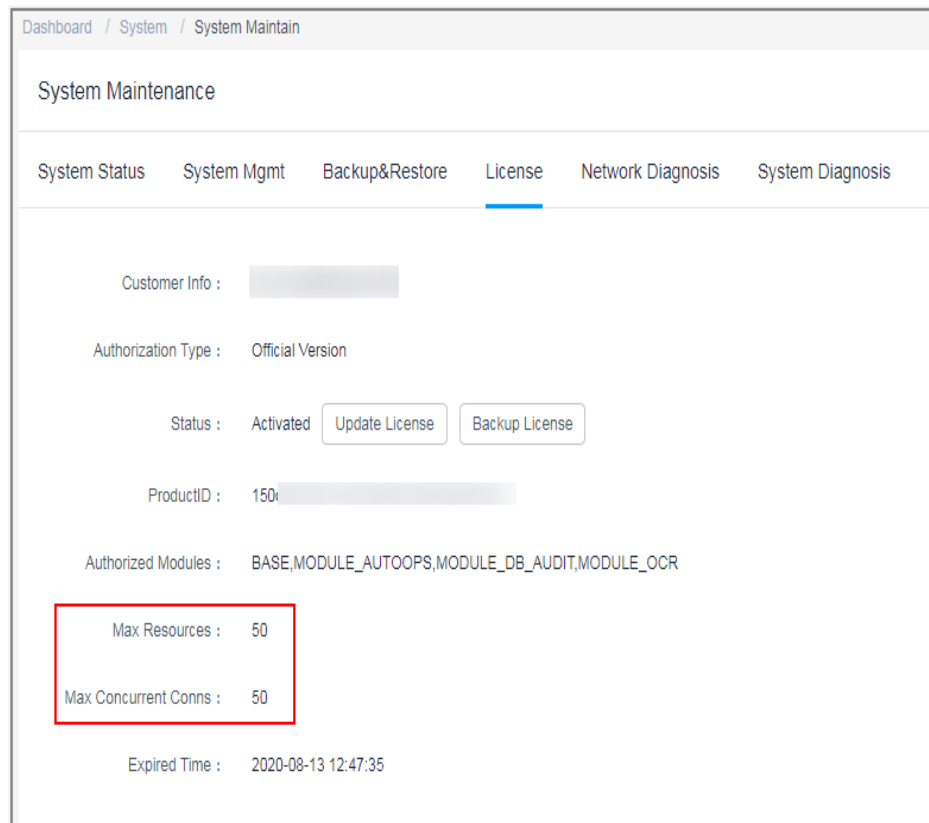 Dashboard / System / System Maintain
System Maintenance
System Status System Mgmt Backup&Restore License Network Diagnosis System Diagnosis
Customer Info :
Authorization Type : Official Version
Status : Activated Update License Backup License
ProductID : 150
Authorized Modules : BASE,MODULE_AUTOOPS,MODULE_DB_AUDIT,MODULE_OCR
Max Resources : 50
Max Concurrent Conns : 50
Expired Time : 2020-08-13 12:47:35